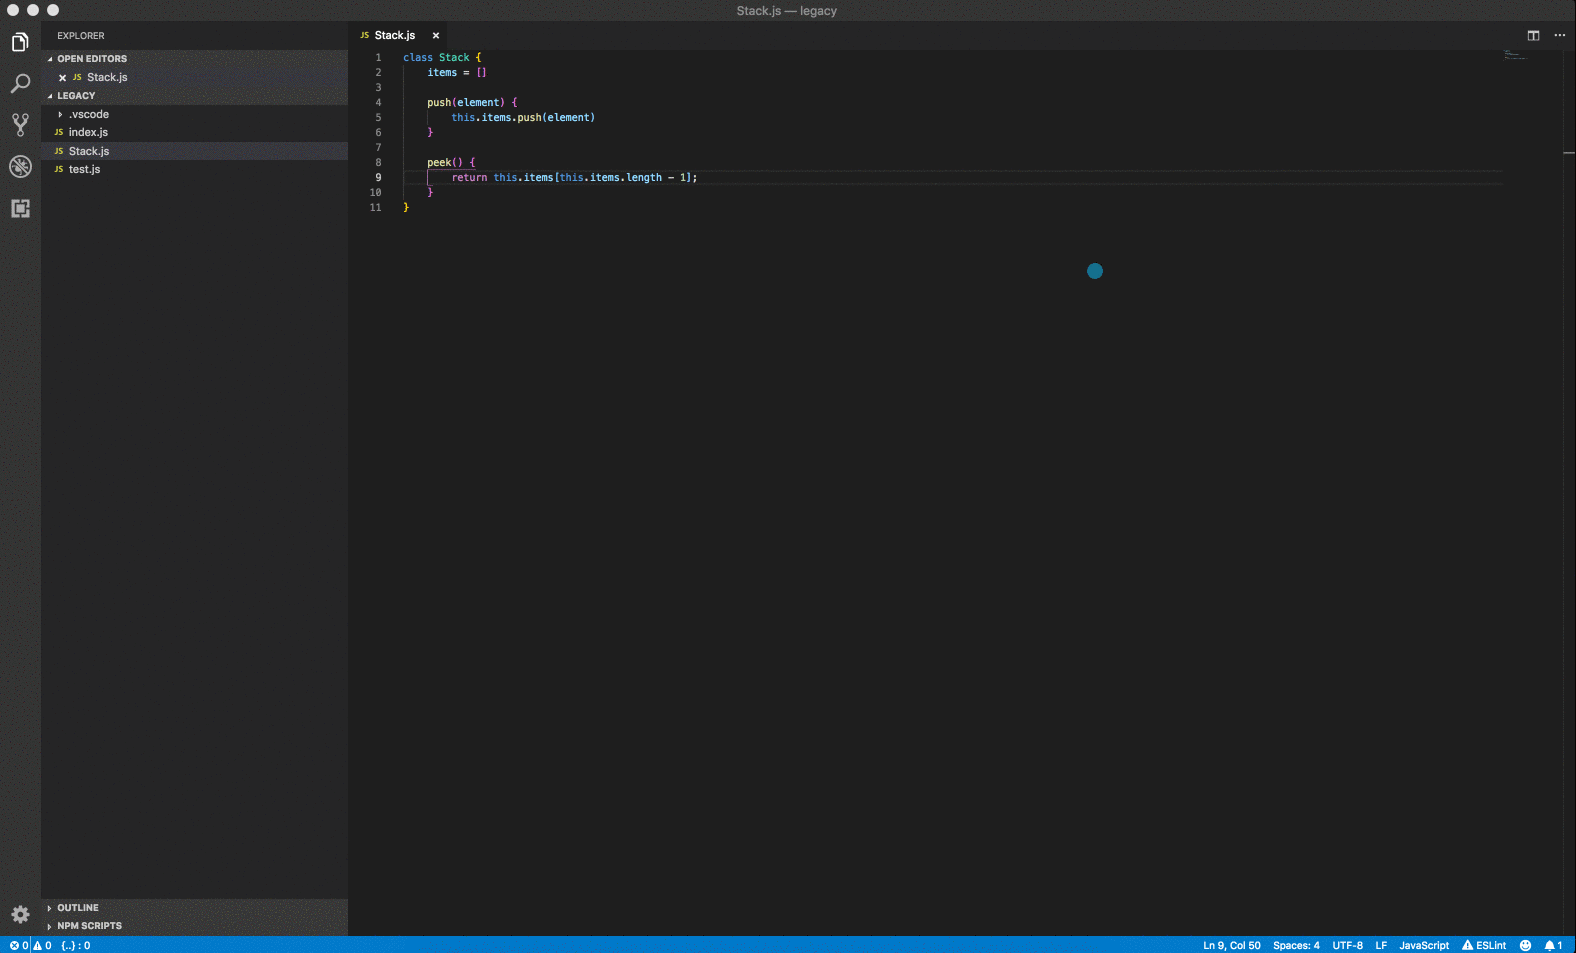 Stack.js — legacy
EXPLORER
OPEN EDITORS
JS Stack.js
LEGACY
.vscode
JS index.js
JS Stack.js
JS test.js
OUTLINE
NPM SCRIPTS
JS Stack.js
1 class Stack {
2 items = []
3
4 push(element) {
5 this.items.push(element)
6 }
7
8 peek() {
9 return this.items[this.items.length - 1];
10 }
11 }
0 0 {..} : 0
Ln 9, Col 50 Spaces: 4 UTF-8 LF JavaScript ESLint 1